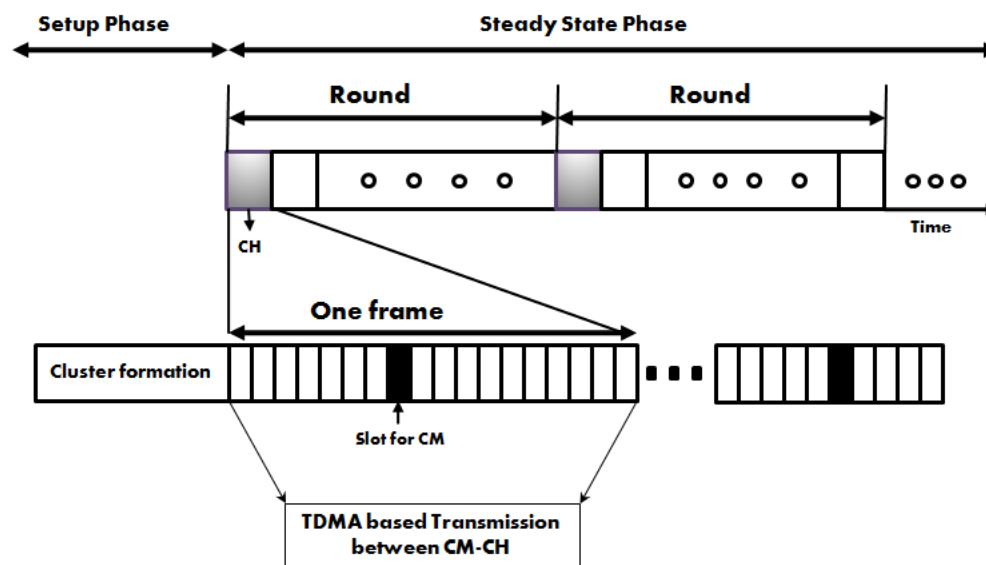 Setup Phase
Steady State Phase
Round
Round
CH
Time
One frame
Cluster formation
Slot for CM
TDMA based Transmission
between CM-CH